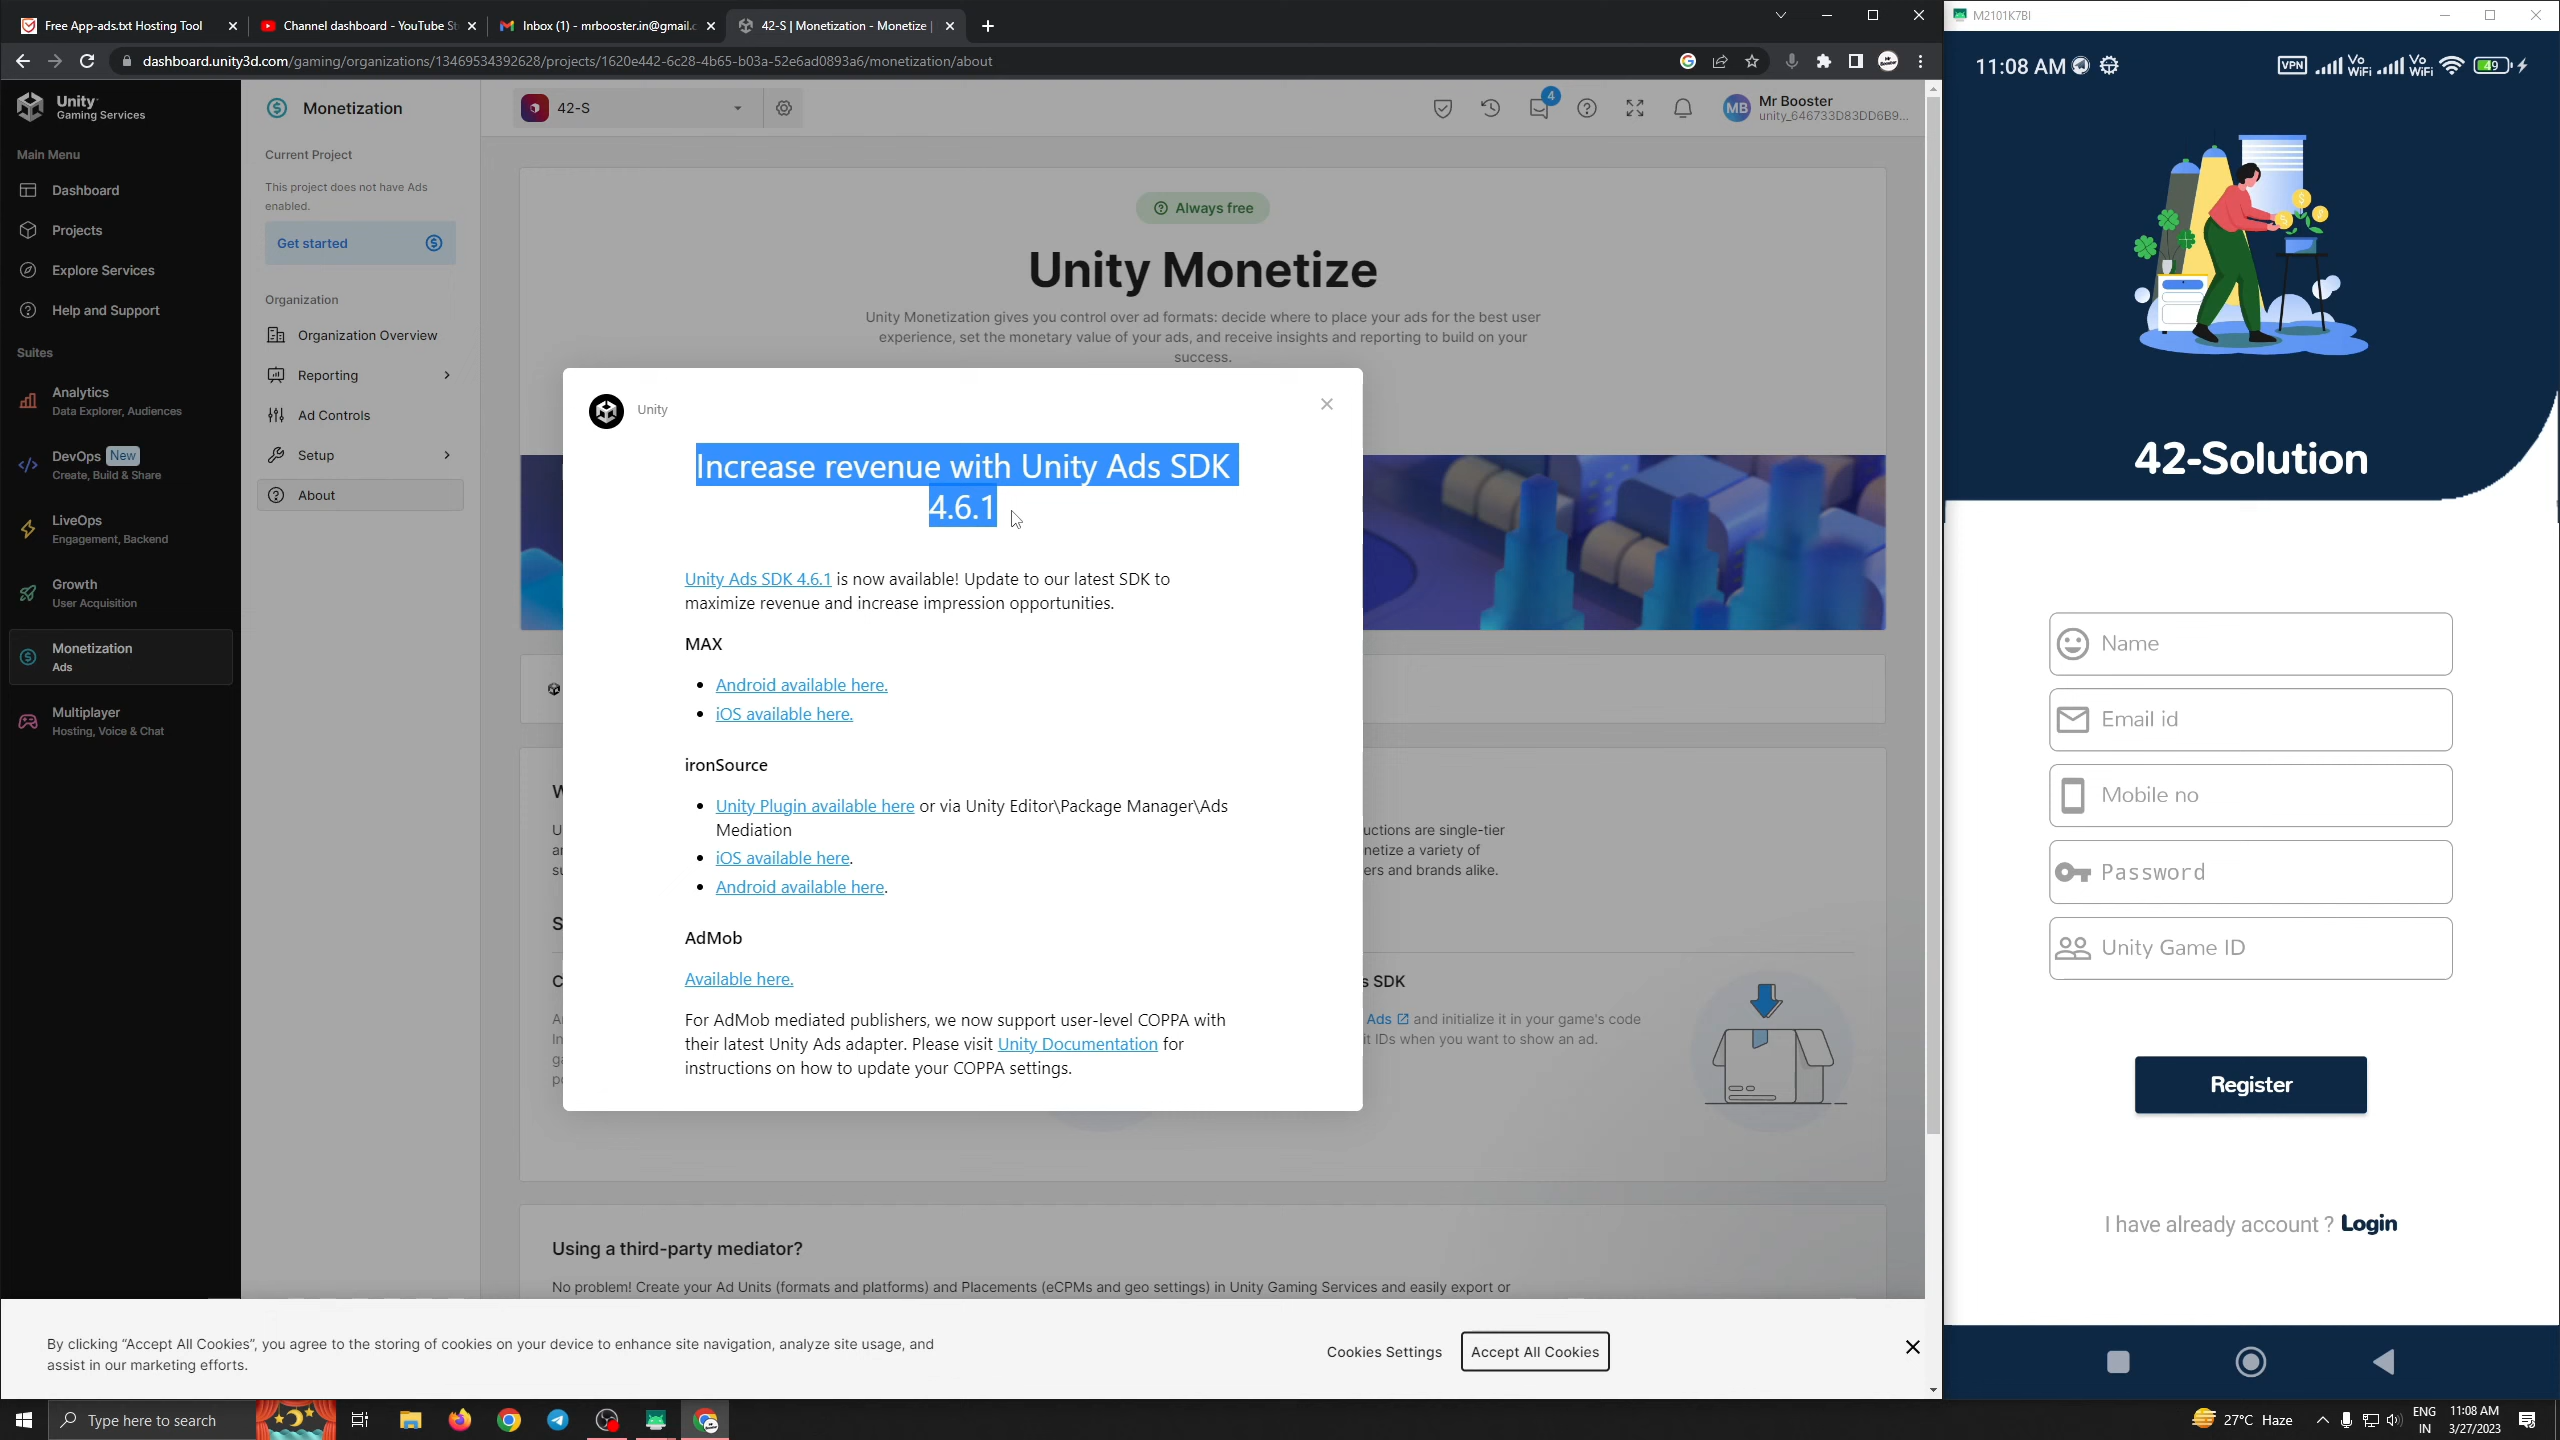 Free App-ads.txt Hosting Tool
Channel dashboard - YouTube St
Inbox (1) - mrbooster.in@gmail.c
42-S | Monetization - Monetize |
M2101K7BI
dashboard.unity3d.com/gaming/organizations/13469534392628/projects/1620e442-6c28-4b65-b03a-52e6ad0893a6/monetization/about
Unity
Gaming Services
Main Menu
Dashboard
Projects
Explore Services
Help and Support
Suites
Analytics
Data Explorer, Audiences
DevOps New
Create, Build & Share
LiveOps
Engagement, Backend
Growth
User Acquisition
Monetization
Ads
Multiplayer
Hosting, Voice & Chat
Monetization
Current Project
This project does not have Ads
enabled.
Get started
Organization
Organization Overview
Reporting
Ad Controls
Setup
About
42-S
4
MB
Mr Booster
unity_646733D83DD6B9...
Always free
Unity Monetize
Unity Monetization gives you control over ad formats: decide where to place your ads for the best user
experience, set the monetary value of your ads, and receive insights and reporting to build on your
success.
Unity
Increase revenue with Unity Ads SDK
4.6.1
Unity Ads SDK 4.6.1 is now available! Update to our latest SDK to
maximize revenue and increase impression opportunities.
MAX
• Android available here.
• iOS available here.
ironSource
• Unity Plugin available here or via Unity Editor\Package Manager\Ads
Mediation
• iOS available here.
• Android available here.
AdMob
Available here.
For AdMob mediated publishers, we now support user-level COPPA with
their latest Unity Ads adapter. Please visit Unity Documentation for
instructions on how to update your COPPA settings.
uctions are single-tier
netize a variety of
ers and brands alike.
s SDK
Ads and initialize it in your game's code
it IDs when you want to show an ad.
Using a third-party mediator?
No problem! Create your Ad Units (formats and platforms) and Placements (eCPMs and geo settings) in Unity Gaming Services and easily export or
By clicking “Accept All Cookies”, you agree to the storing of cookies on your device to enhance site navigation, analyze site usage, and
assist in our marketing efforts.
Cookies Settings
Accept All Cookies
11:08 AM
VPN
Vo
WiFi
Vo
WiFi
49
42-Solution
Name
Email id
Mobile no
Password
Unity Game ID
Register
I have already account ? Login
Type here to search
27°C Haze
ENG
IN
11:08 AM
3/27/2023